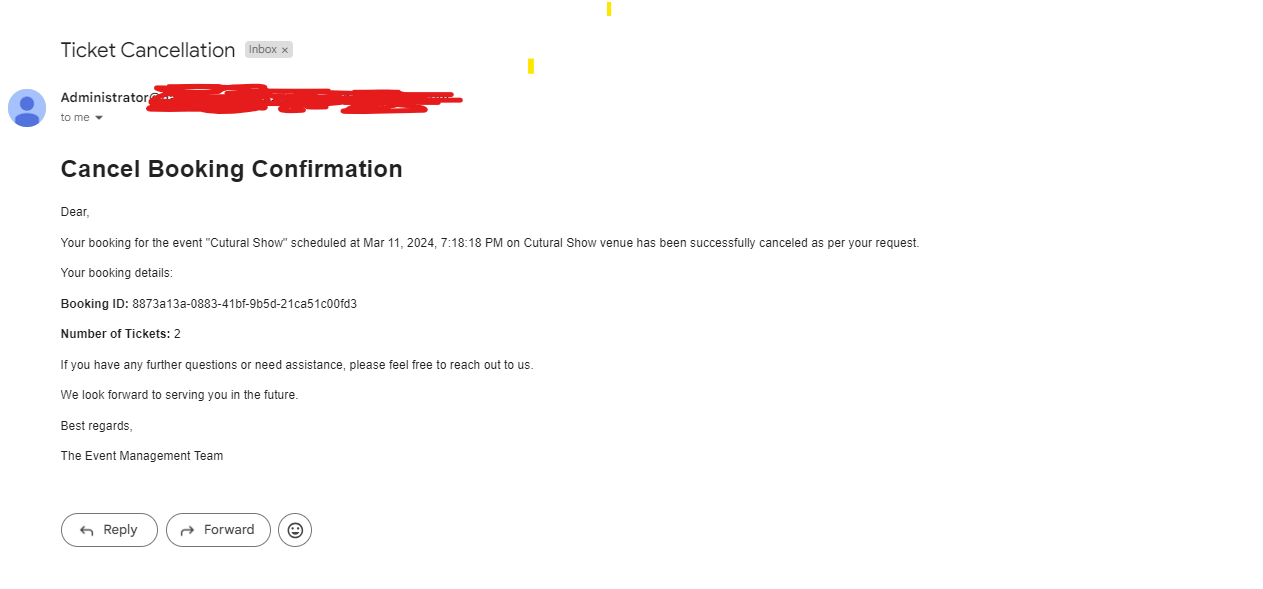 Ticket Cancellation Inbox ×
Administrator@
to me
Cancel Booking Confirmation
Dear,
Your booking for the event "Cutural Show" scheduled at Mar 11, 2024, 7:18:18 PM on Cutural Show venue has been successfully canceled as per your request.
Your booking details:
Booking ID: 8873a13a-0883-41bf-9b5d-21ca51c00fd3
Number of Tickets: 2
If you have any further questions or need assistance, please feel free to reach out to us.
We look forward to serving you in the future.
Best regards,
The Event Management Team
Reply Forward